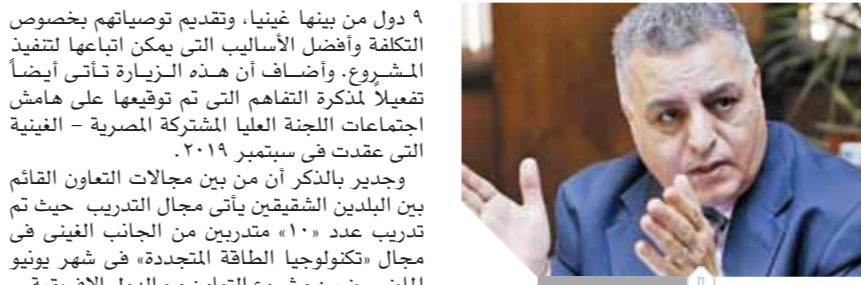 ٩ دول من بينها غينيا، وتقديم توصياتهم بخصوص
التكلفة وأفضل الأساليب التى يمكن اتباعها لتنفيذ
المشروع. وأضاف أن هذه الزيارة تأتى أيضاً
تفعيلاً لمذكرة التفاهم التى تم توقيعها على هامش
اجتماعات اللجنة العليا المشتركة المصرية – الغينية
التى عقدت فى سبتمبر ٢٠١٩.
وجدير بالذكر أن من بين مجالات التعاون القائم
بين البلدين الشقيقين يأتى مجال التدريب حيث تم
تدريب عدد «١٠» متدربين من الجانب الغينى فى
مجال «تكنولوجيا الطاقة المتجددة» فى شهر يونيو